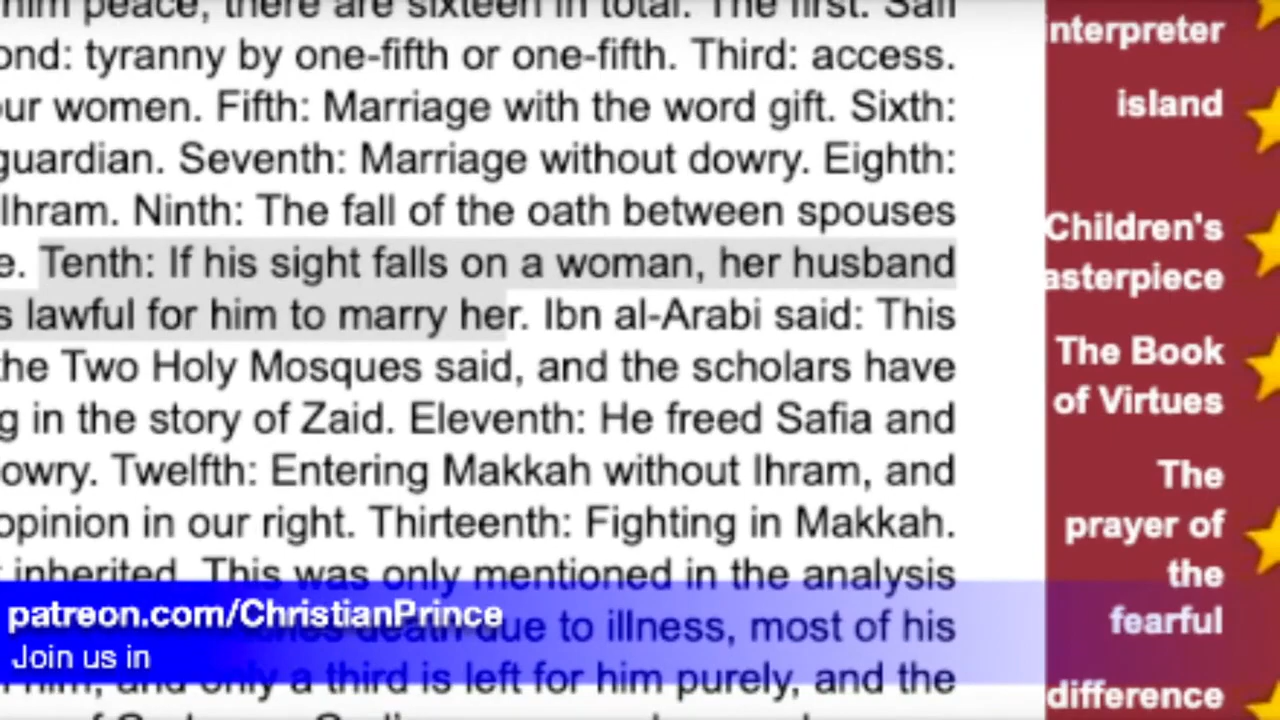 him peace, there are sixteen in total. The first: Safi
ond: tyranny by one-fifth or one-fifth. Third: access.
our women. Fifth: Marriage with the word gift. Sixth:
guardian. Seventh: Marriage without dowry. Eighth:
Ihram. Ninth: The fall of the oath between spouses
e. Tenth: If his sight falls on a woman, her husband
s lawful for him to marry her. Ibn al-Arabi said: This
the Two Holy Mosques said, and the scholars have
g in the story of Zaid. Eleventh: He freed Safia and
owry. Twelfth: Entering Makkah without Ihram, and
opinion in our right. Thirteenth: Fighting in Makkah.
inherited. This was only mentioned in the analysis
death due to illness, most of his
him, and only a third is left for him purely, and the
patreon.com/ChristianPrince
Join us in
nterpreter
island
Children's
asterpiece
The Book
of Virtues
The
prayer of
the
fearful
difference